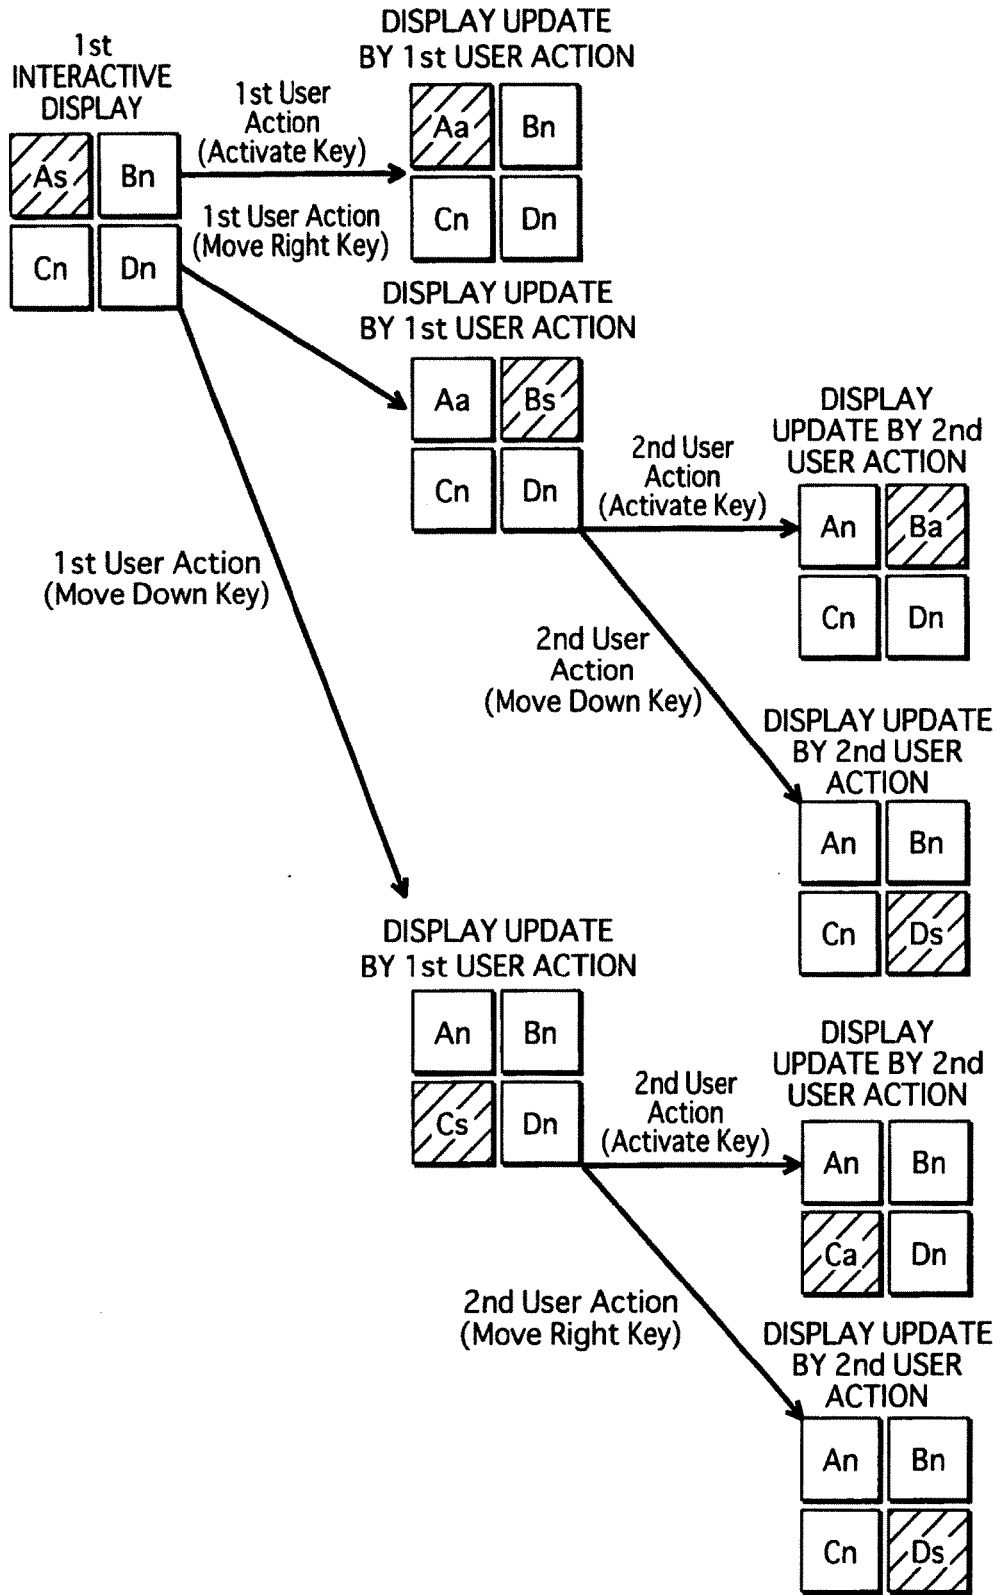 1st
INTERACTIVE
DISPLAY
As Bn
Cn Dn
1st User
Action
(Activate Key)
DISPLAY UPDATE
BY 1st USER ACTION
Aa Bn
Cn Dn
1st User Action
(Move Right Key)
DISPLAY UPDATE
BY 1st USER ACTION
Aa Bs
Cn Dn
2nd User
Action
(Activate Key)
DISPLAY
UPDATE BY 2nd
USER ACTION
An Ba
Cn Dn
2nd User
Action
(Move Down Key)
DISPLAY UPDATE
BY 2nd USER
ACTION
An Bn
Cn Ds
1st User Action
(Move Down Key)
DISPLAY UPDATE
BY 1st USER ACTION
An Bn
Cs Dn
2nd User
Action
(Activate Key)
DISPLAY
UPDATE BY 2nd
USER ACTION
An Bn
Ca Dn
2nd User Action
(Move Right Key)
DISPLAY UPDATE
BY 2nd USER
ACTION
An Bn
Cn Ds